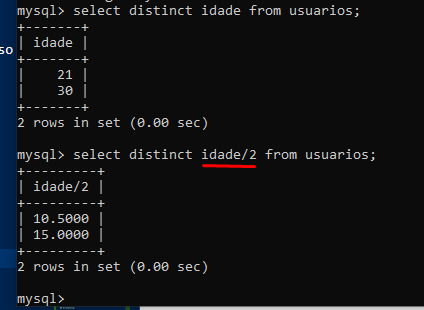 mysql> select distinct idade from usuarios;
+-------+
| idade |
+-------+
|    21 |
|    30 |
+-------+
2 rows in set (0.00 sec)
so
mysql> select distinct idade/2 from usuarios;
+---------+
| idade/2 |
+---------+
| 10.5000 |
| 15.0000 |
+---------+
2 rows in set (0.00 sec)
mysql>